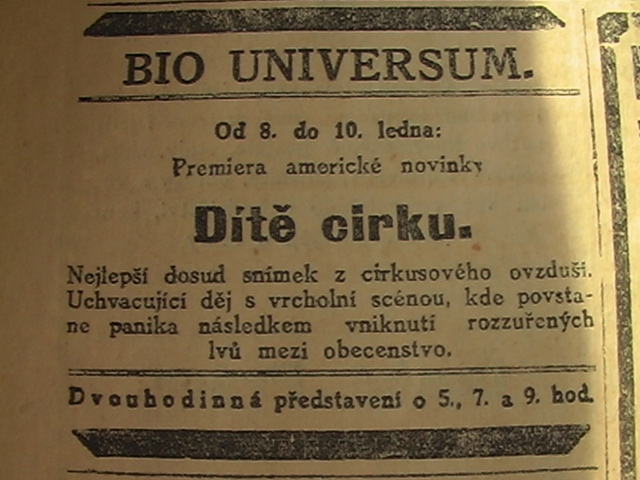 BIO UNIVERSUM.
Od 8. do 10. ledna:
Premiera americké novinky
Dítě cirku.
Nejlepší dosud snímek z cirkusového ovzduší.
Uchvacující děj s vrcholní scénou, kde povsta-
ne panika následkem vniknutí rozzuřených
lvů mezi obecenstvo.
Dvouhodinná představení o 5., 7. a 9. hod.